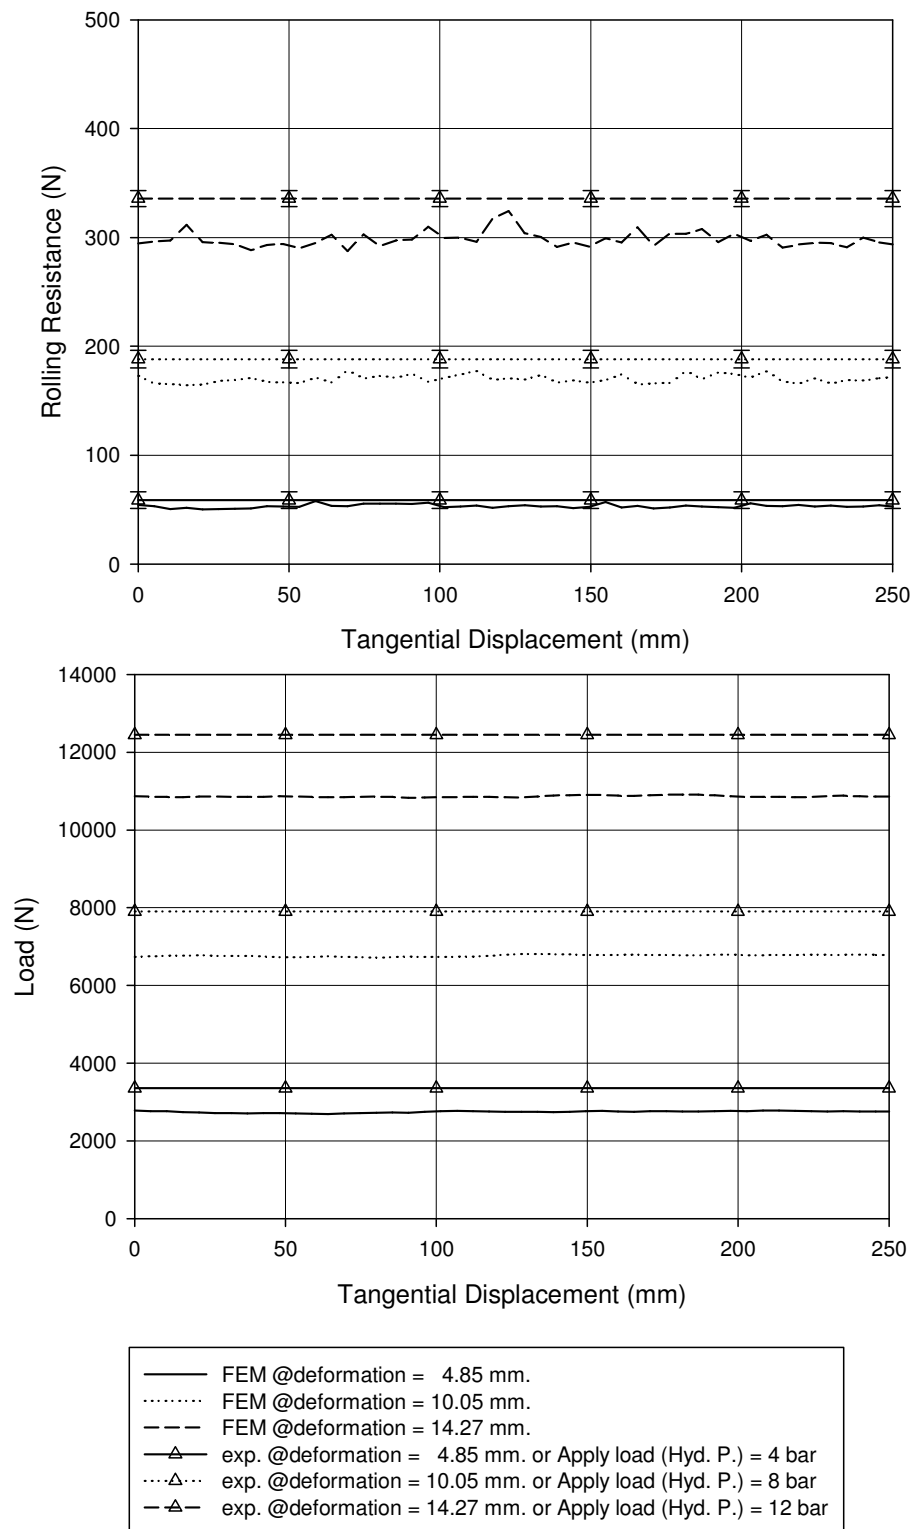 500
400
300
200
100
0
Rolling Resistance (N)
0 50 100 150 200 250
Tangential Displacement (mm)
14000
12000
10000
8000
6000
4000
2000
0
Load (N)
0 50 100 150 200 250
Tangential Displacement (mm)
FEM @deformation = 4.85 mm.
FEM @deformation = 10.05 mm.
FEM @deformation = 14.27 mm.
exp. @deformation = 4.85 mm. or Apply load (Hyd. P.) = 4 bar
exp. @deformation = 10.05 mm. or Apply load (Hyd. P.) = 8 bar
exp. @deformation = 14.27 mm. or Apply load (Hyd. P.) = 12 bar